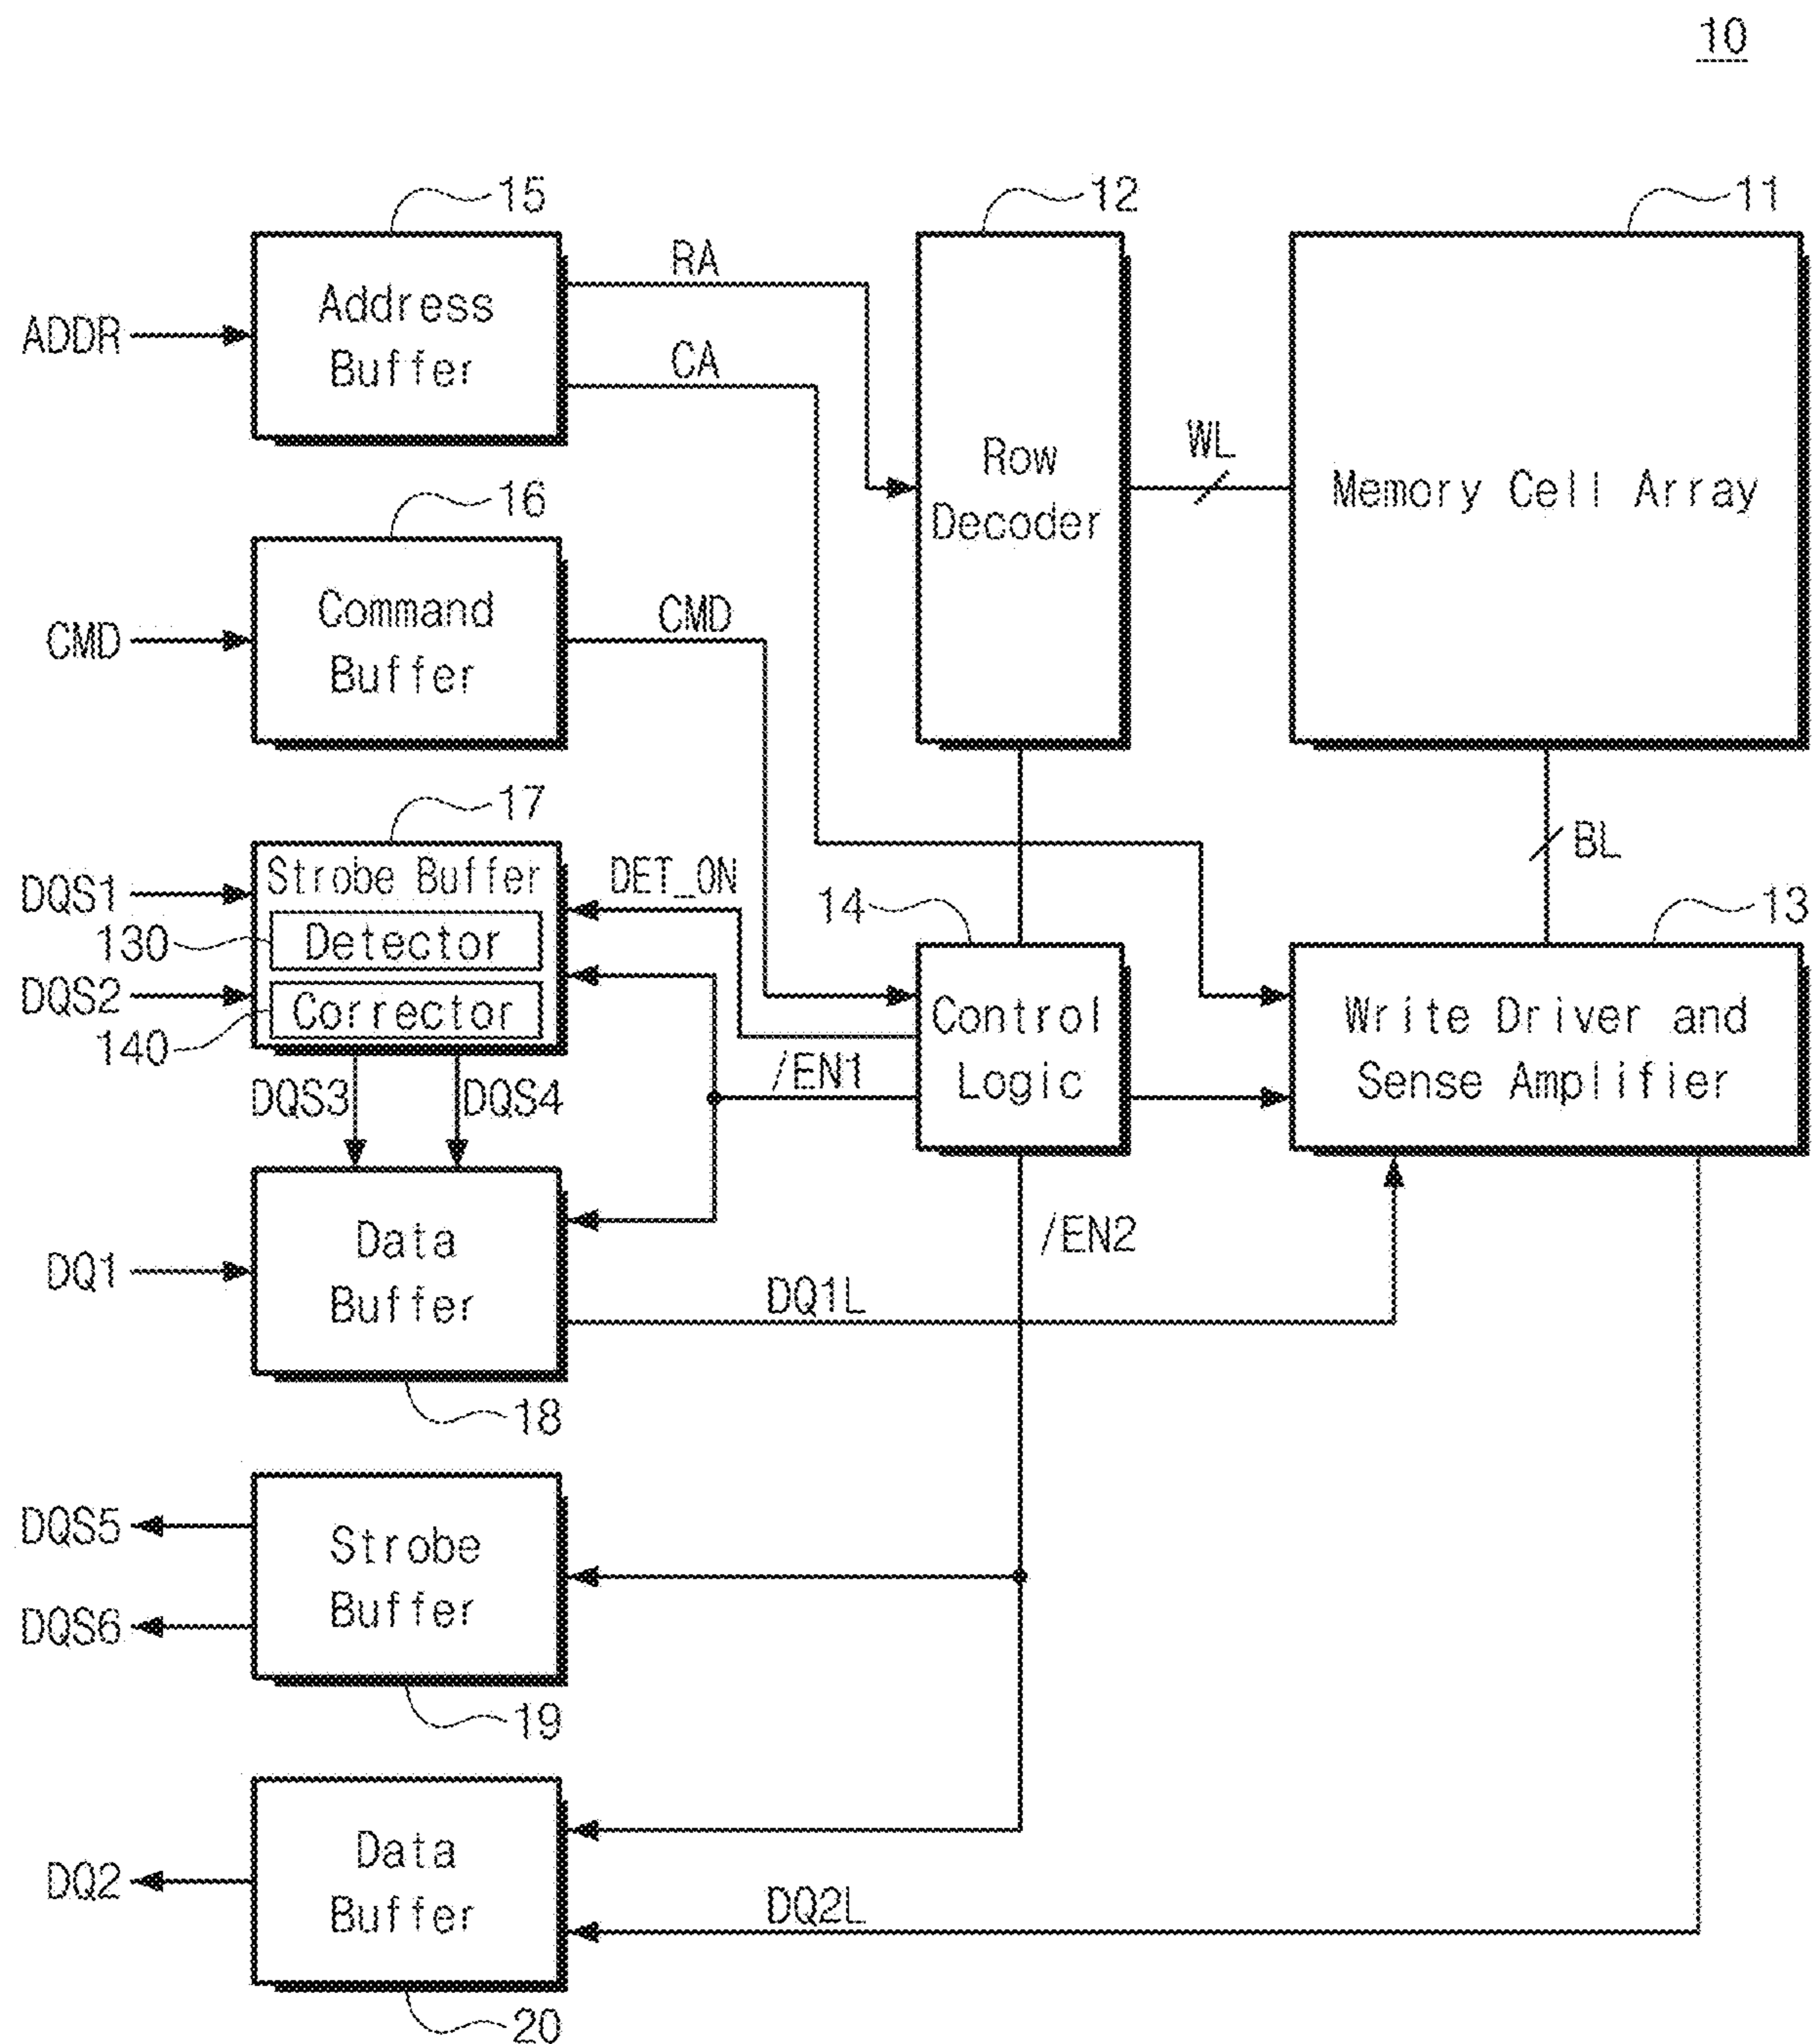 10
15
12
11
RA
Address
Buffer
ADDR
CA
Row
Decoder
WL
Memory Cell Array
16
Command
Buffer
CMD
CMD
17
Strobe Buffer
DQS1
DET_ON
BL
14
13
130
Detector
DQS2
Corrector
140
Control
Logic
Write Driver and
Sense Amplifier
/EN1
DQS3
DQS4
Data
Buffer
/EN2
DQ1
DQ1L
18
DQS5
Strobe
Buffer
DQS6
19
Data
Buffer
DQ2
DQ2L
20